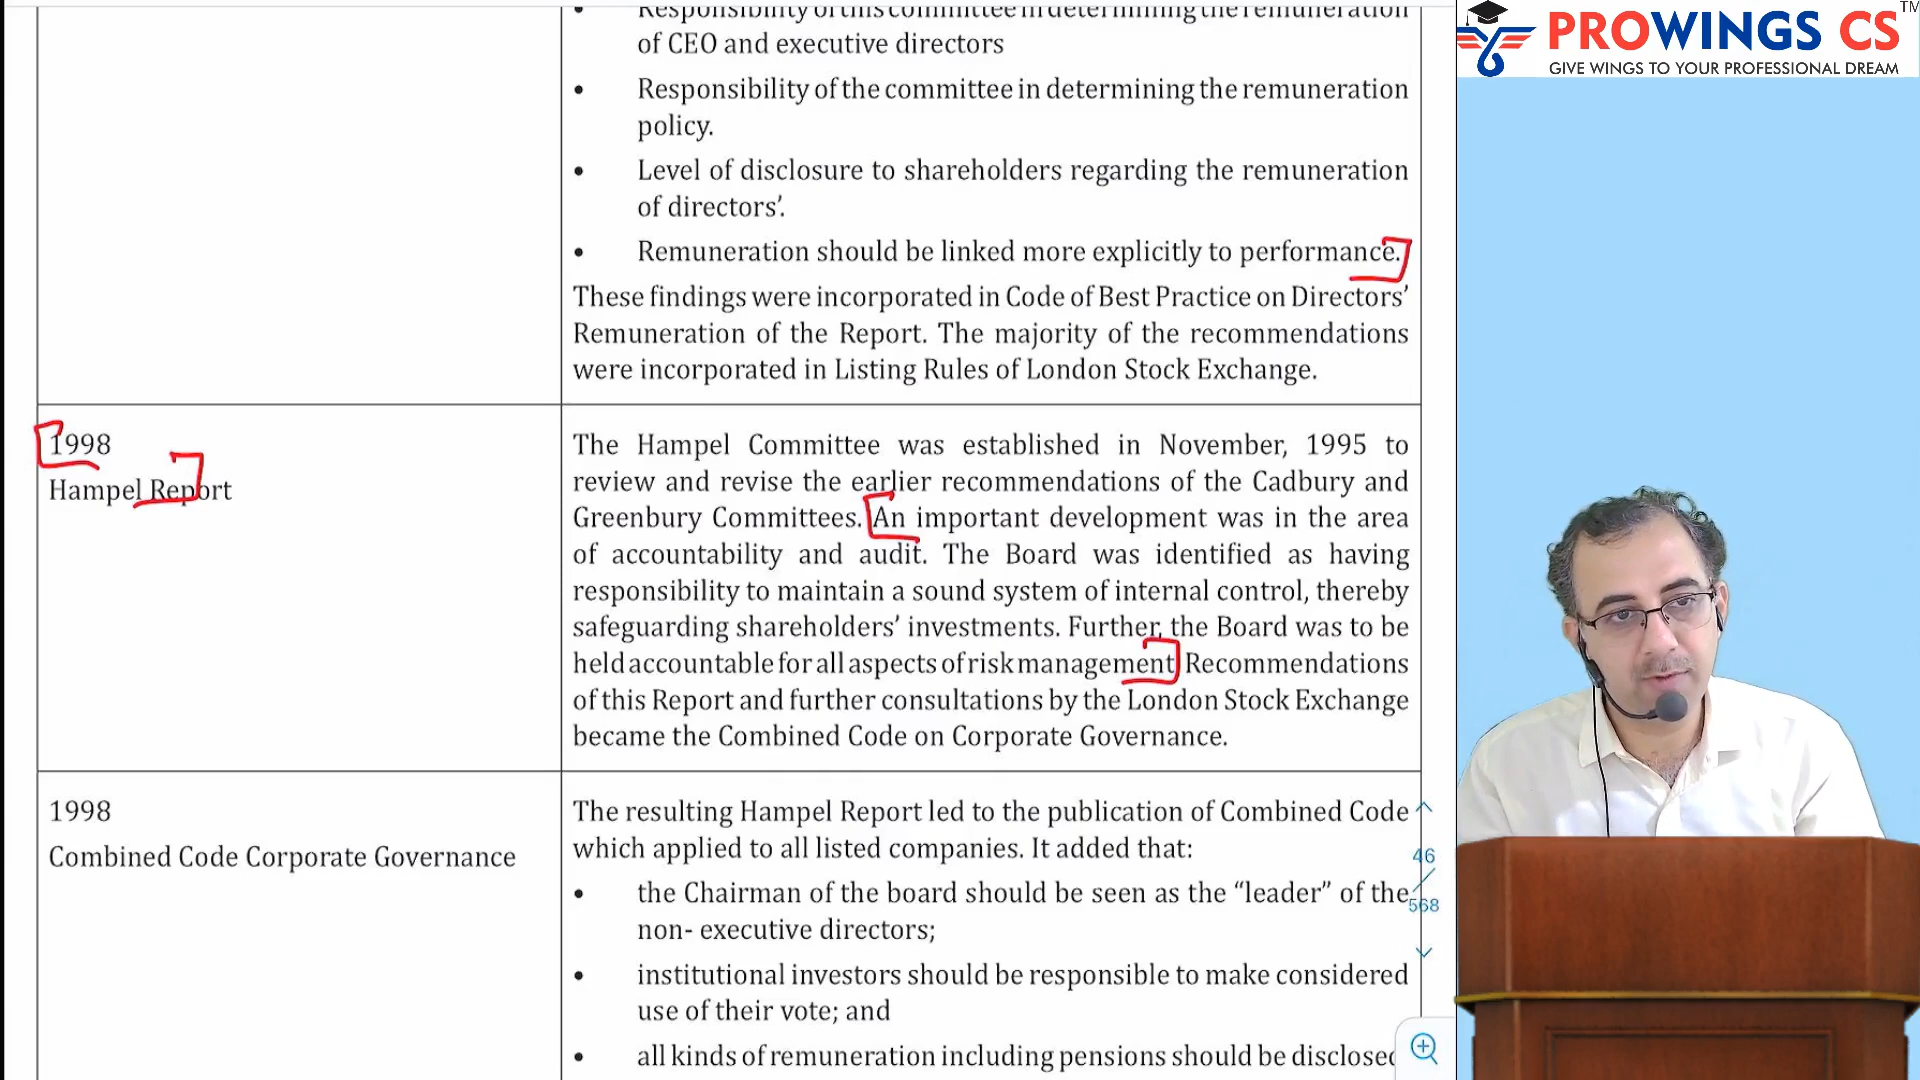 Responsibility of this committee in determining the remuneration
of CEO and executive directors
• Responsibility of the committee in determining the remuneration
policy.
• Level of disclosure to shareholders regarding the remuneration
of directors’.
• Remuneration should be linked more explicitly to performance.
These findings were incorporated in Code of Best Practice on Directors’
Remuneration of the Report. The majority of the recommendations
were incorporated in Listing Rules of London Stock Exchange.
1998
Hampel Report
The Hampel Committee was established in November, 1995 to
review and revise the earlier recommendations of the Cadbury and
Greenbury Committees. An important development was in the area
of accountability and audit. The Board was identified as having
responsibility to maintain a sound system of internal control, thereby
safeguarding shareholders’ investments. Further, the Board was to be
held accountable for all aspects of risk management. Recommendations
of this Report and further consultations by the London Stock Exchange
became the Combined Code on Corporate Governance.
1998
Combined Code Corporate Governance
The resulting Hampel Report led to the publication of Combined Code
which applied to all listed companies. It added that:
• the Chairman of the board should be seen as the “leader” of the
non- executive directors;
• institutional investors should be responsible to make considered
use of their vote; and
• all kinds of remuneration including pensions should be disclosed
46
568
PROWINGS CS TM
GIVE WINGS TO YOUR PROFESSIONAL DREAM